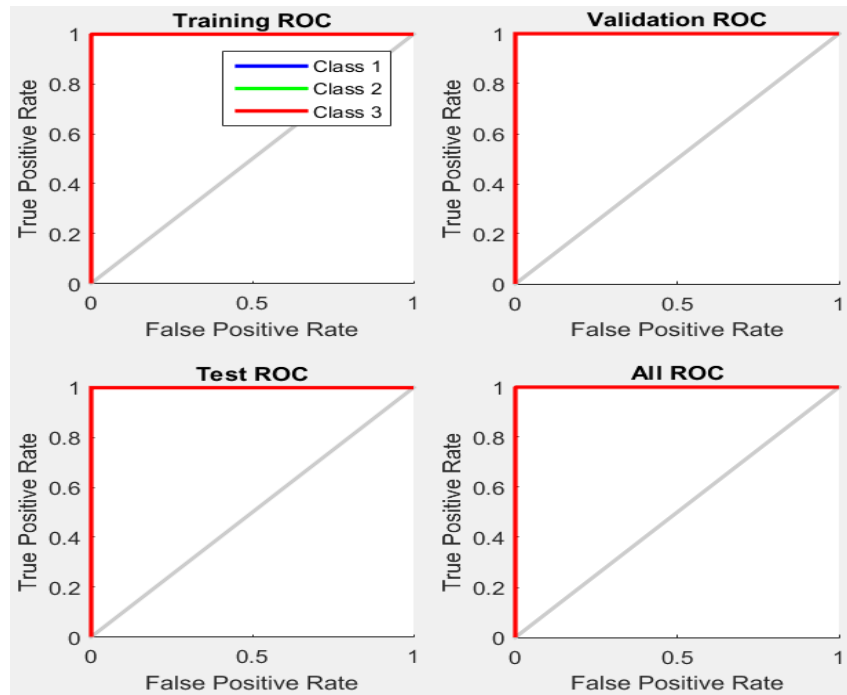 Training ROC
1
0.8
0.6
0.4
0.2
0
True Positive Rate
Class 1
Class 2
Class 3
0
0.5
1
False Positive Rate
Validation ROC
1
0.8
0.6
0.4
0.2
0
True Positive Rate
0
0.5
1
False Positive Rate
Test ROC
1
0.8
0.6
0.4
0.2
0
True Positive Rate
0
0.5
1
False Positive Rate
All ROC
1
0.8
0.6
0.4
0.2
0
True Positive Rate
0
0.5
1
False Positive Rate